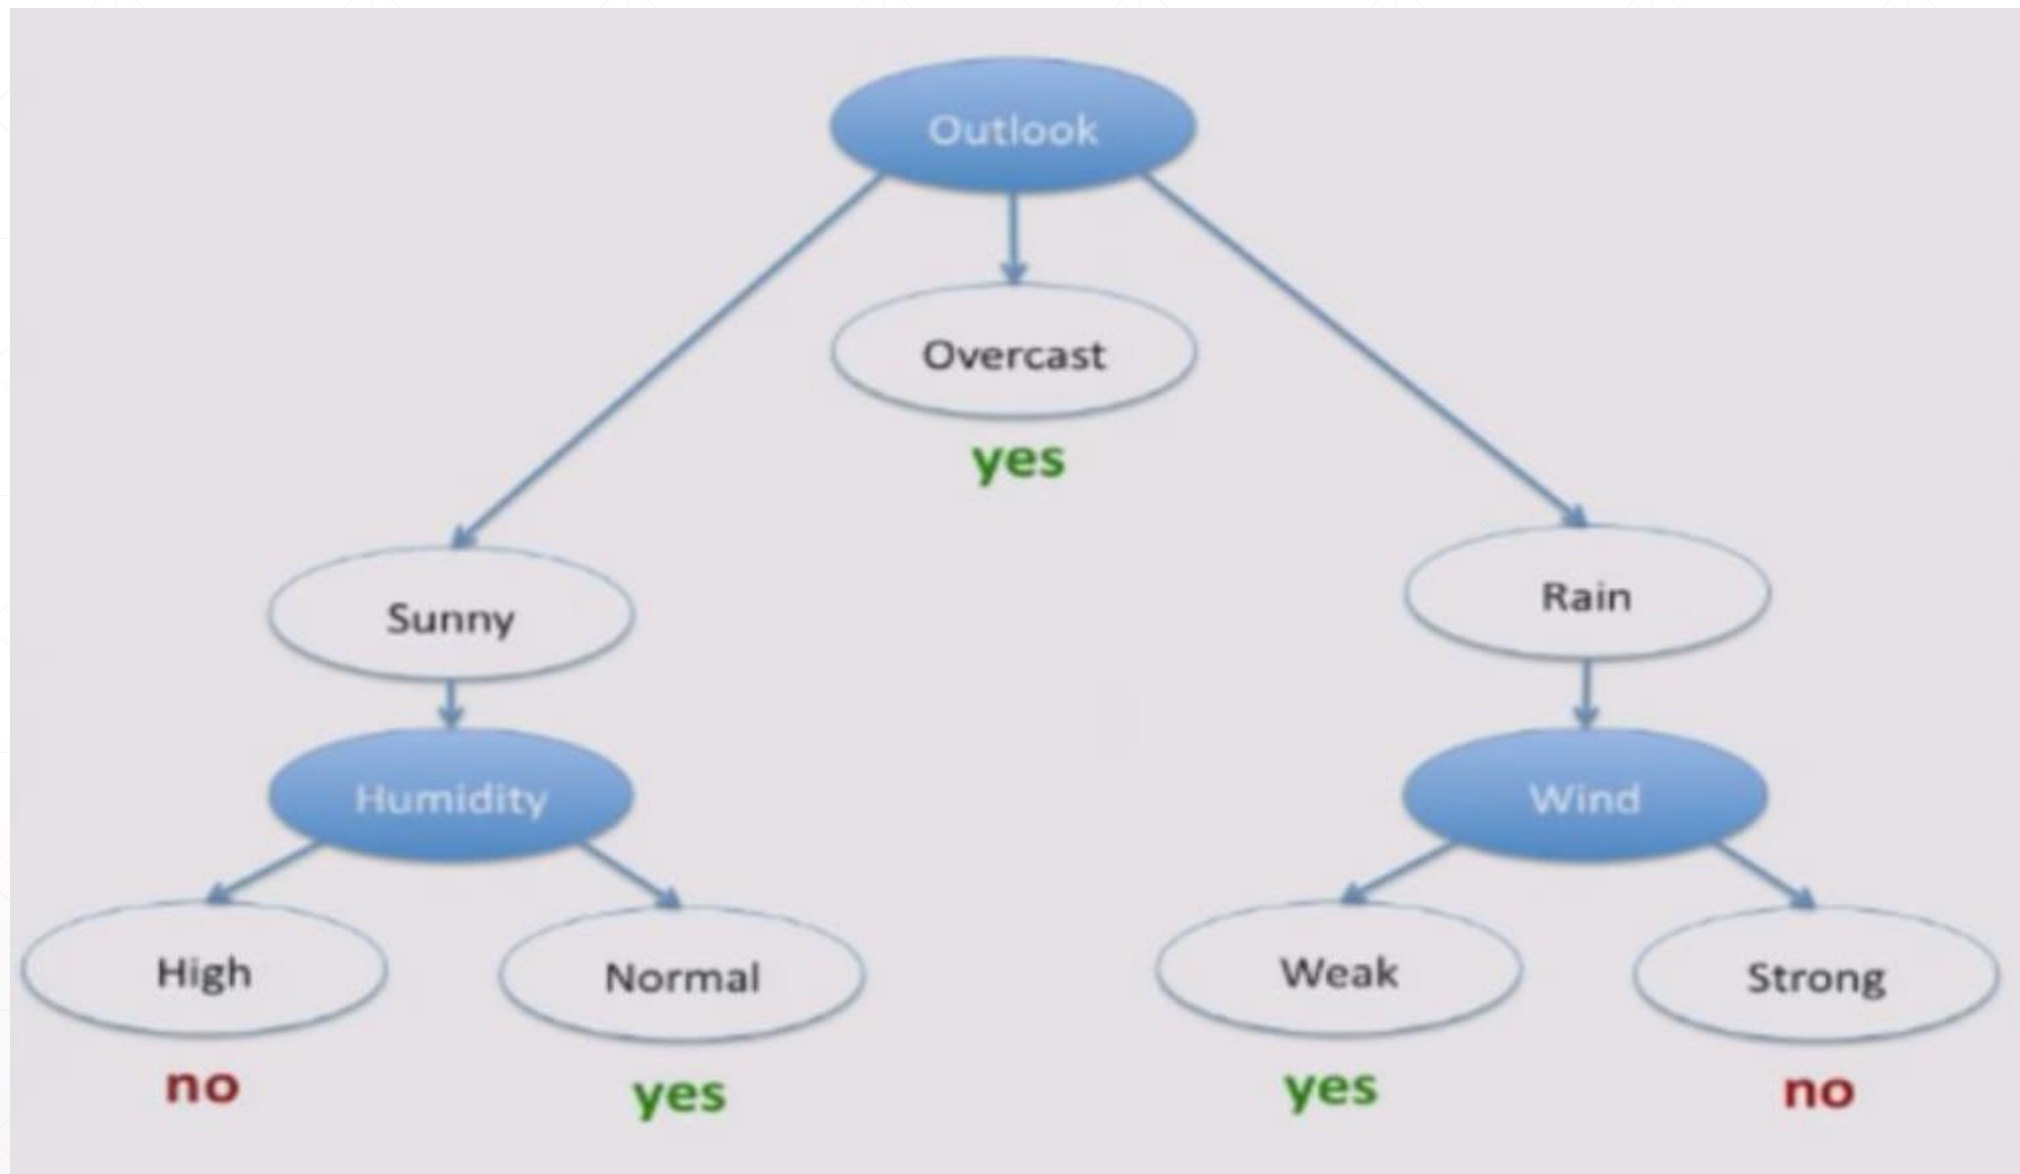 Outlook
Overcast
yes
Sunny
Rain
Humidity
Wind
High
Normal
Weak
Strong
no
yes
yes
no